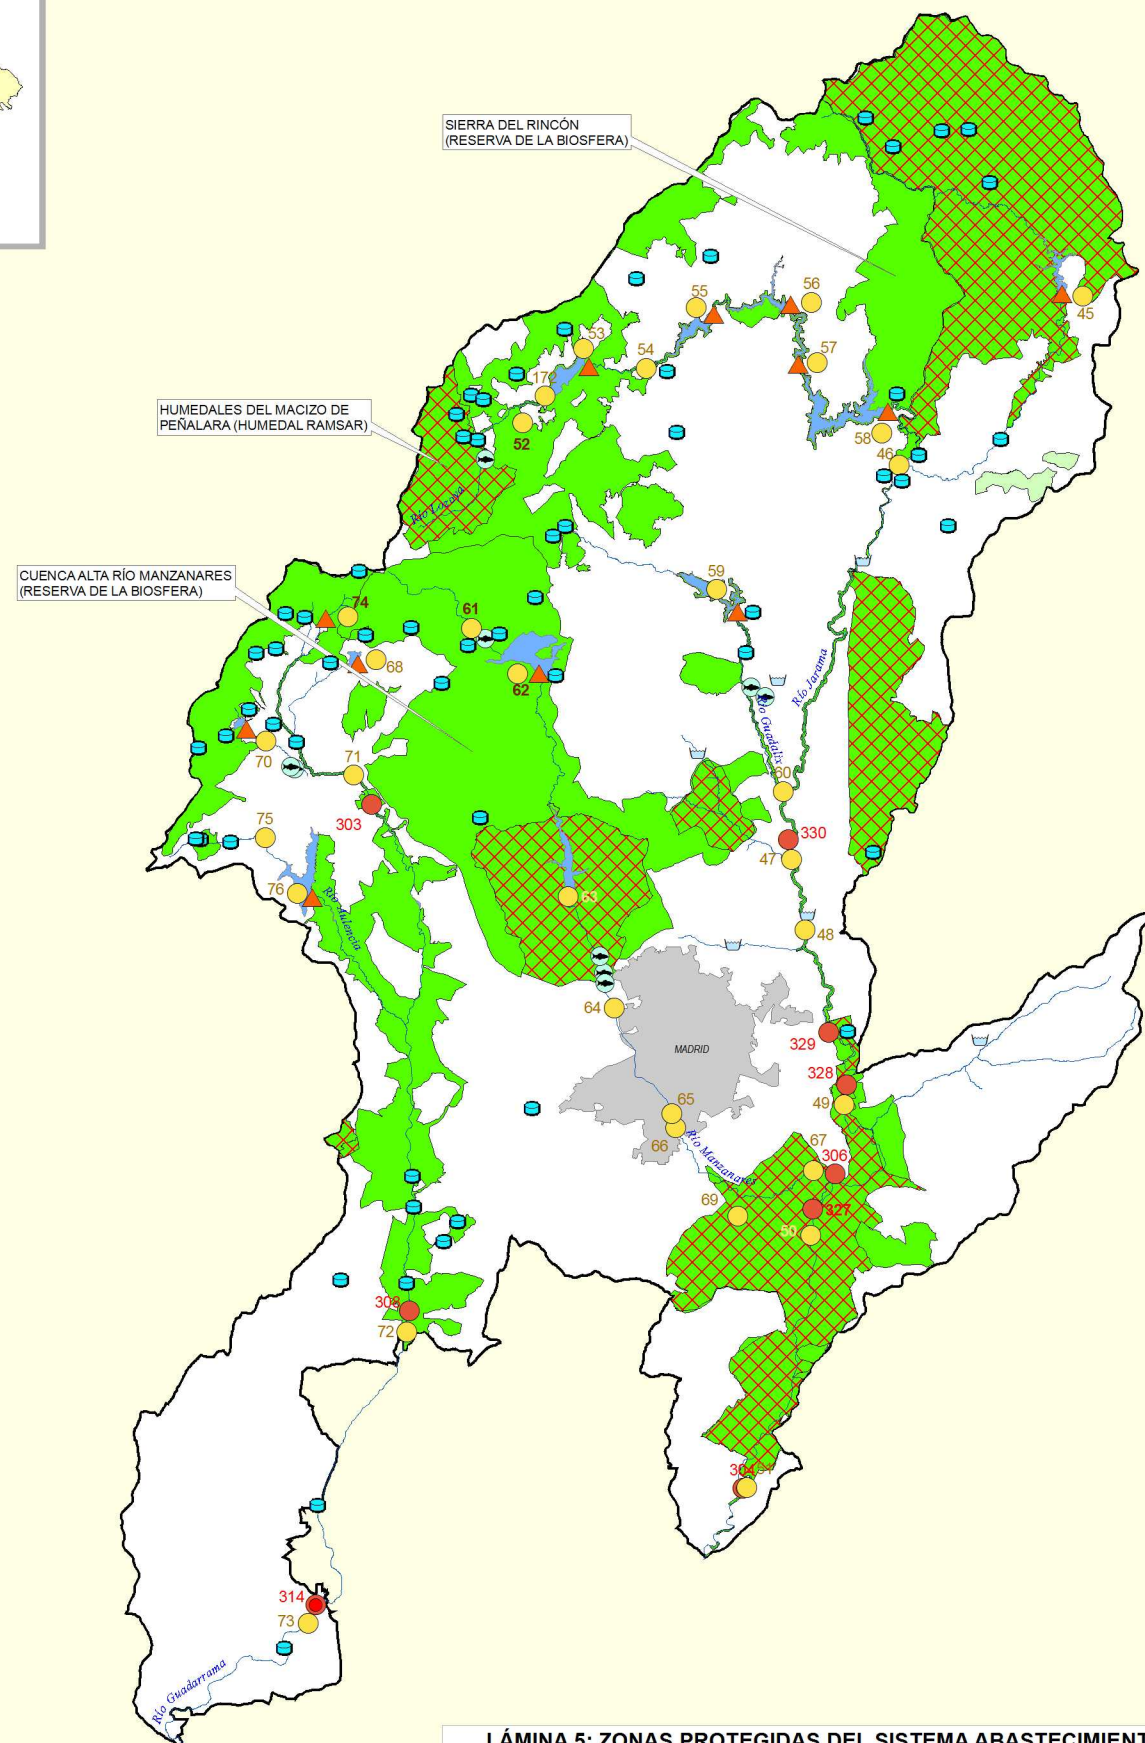 SIERRA DEL RINCÓN
(RESERVA DE LA BIOSFERA)
55
56
45
53
54
57
172
HUMEDALES DEL MACIZO DE
PEÑALARA (HUMEDAL RAMSAR)
52
58
46
Río Lozoya
CUENCA ALTA RÍO MANZANARES
(RESERVA DE LA BIOSFERA)
59
74
61
68
62
Río Jarama
Río Guadalix
70
71
60
303
75
330
47
76
63
Río Aulencia
48
64
MADRID
329
328
65
49
66
Río Manzanares
67
306
69
327
50
308
72
304
314
73
Río Guadarrama
LÁMINA 5: ZONAS PROTEGIDAS DEL SISTEMA ABASTECIMIENT